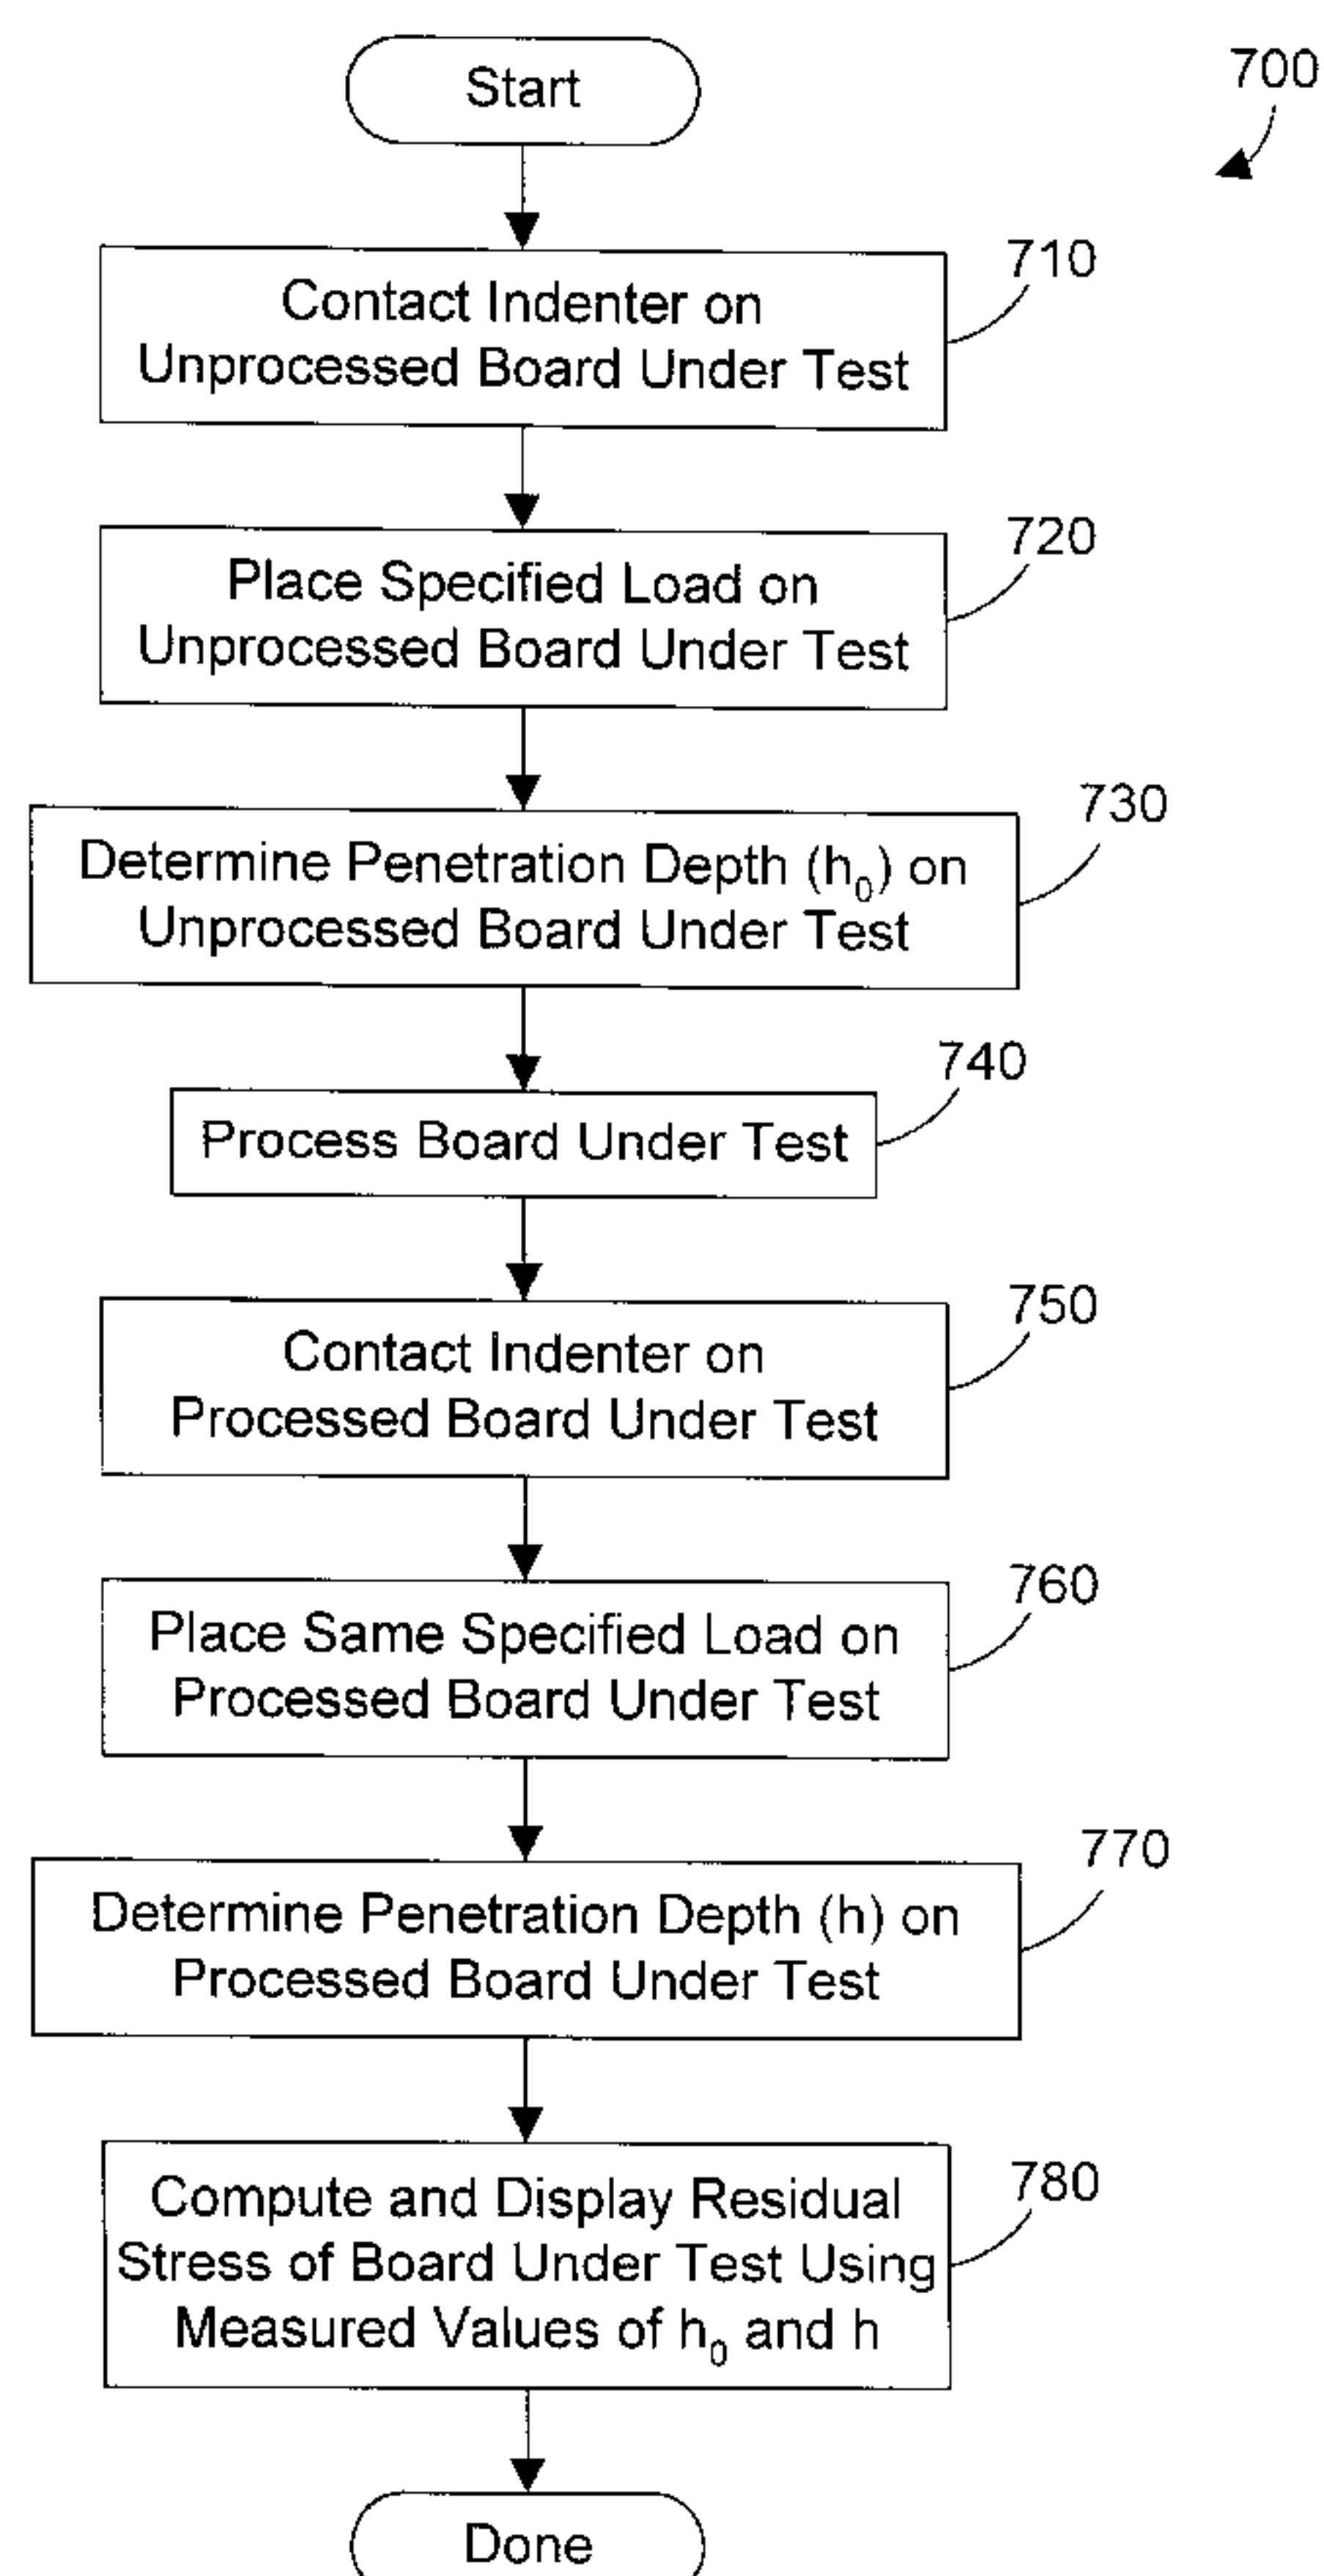 Start
700
Contact Indenter on
Unprocessed Board Under Test
710
Place Specified Load on
Unprocessed Board Under Test
720
Determine Penetration Depth (h₀) on
Unprocessed Board Under Test
730
Process Board Under Test
740
Contact Indenter on
Processed Board Under Test
750
Place Same Specified Load on
Processed Board Under Test
760
Determine Penetration Depth (h) on
Processed Board Under Test
770
Compute and Display Residual
Stress of Board Under Test Using
Measured Values of h₀ and h
780
Done